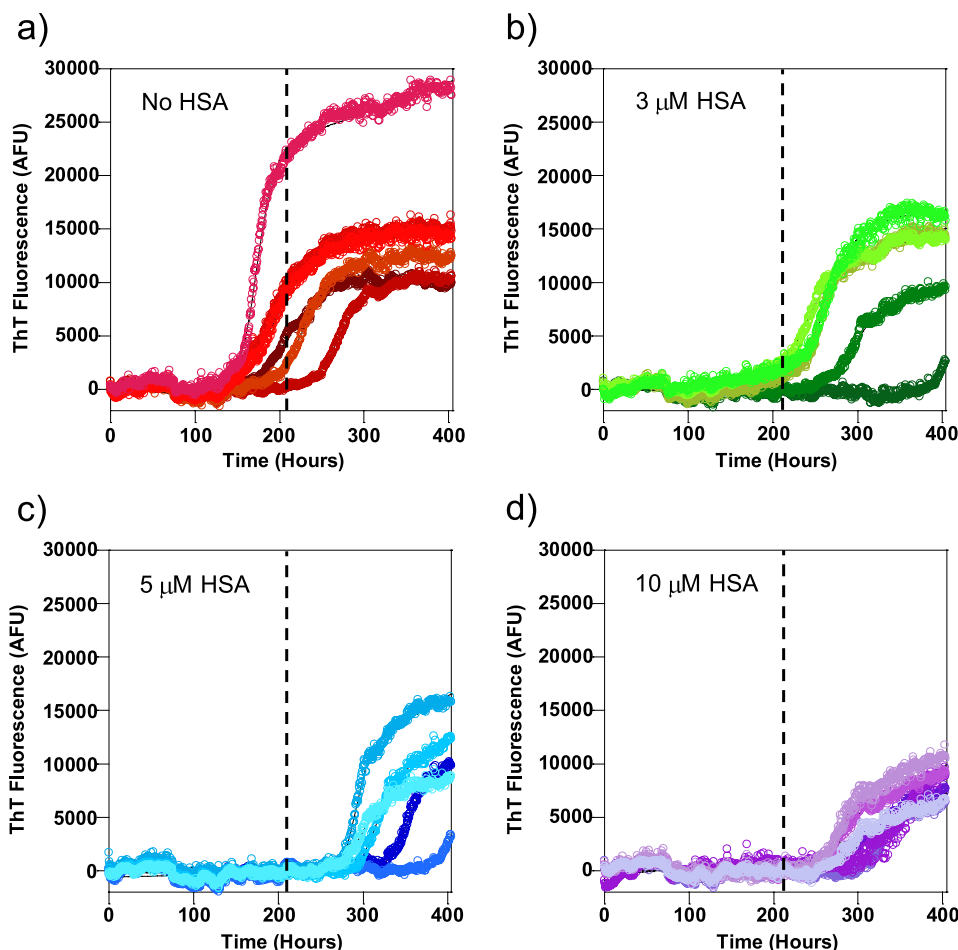 a)
No HSA
ThT Fluorescence (AFU)
30000
25000
20000
15000
10000
5000
0
0 100 200 300 400
Time (Hours)
b)
3 μM HSA
ThT Fluorescence (AFU)
30000
25000
20000
15000
10000
5000
0
0 100 200 300 400
Time (Hours)
c)
5 μM HSA
ThT Fluorescence (AFU)
30000
25000
20000
15000
10000
5000
0
0 100 200 300 400
Time (Hours)
d)
10 μM HSA
ThT Fluorescence (AFU)
30000
25000
20000
15000
10000
5000
0
0 100 200 300 400
Time (Hours)